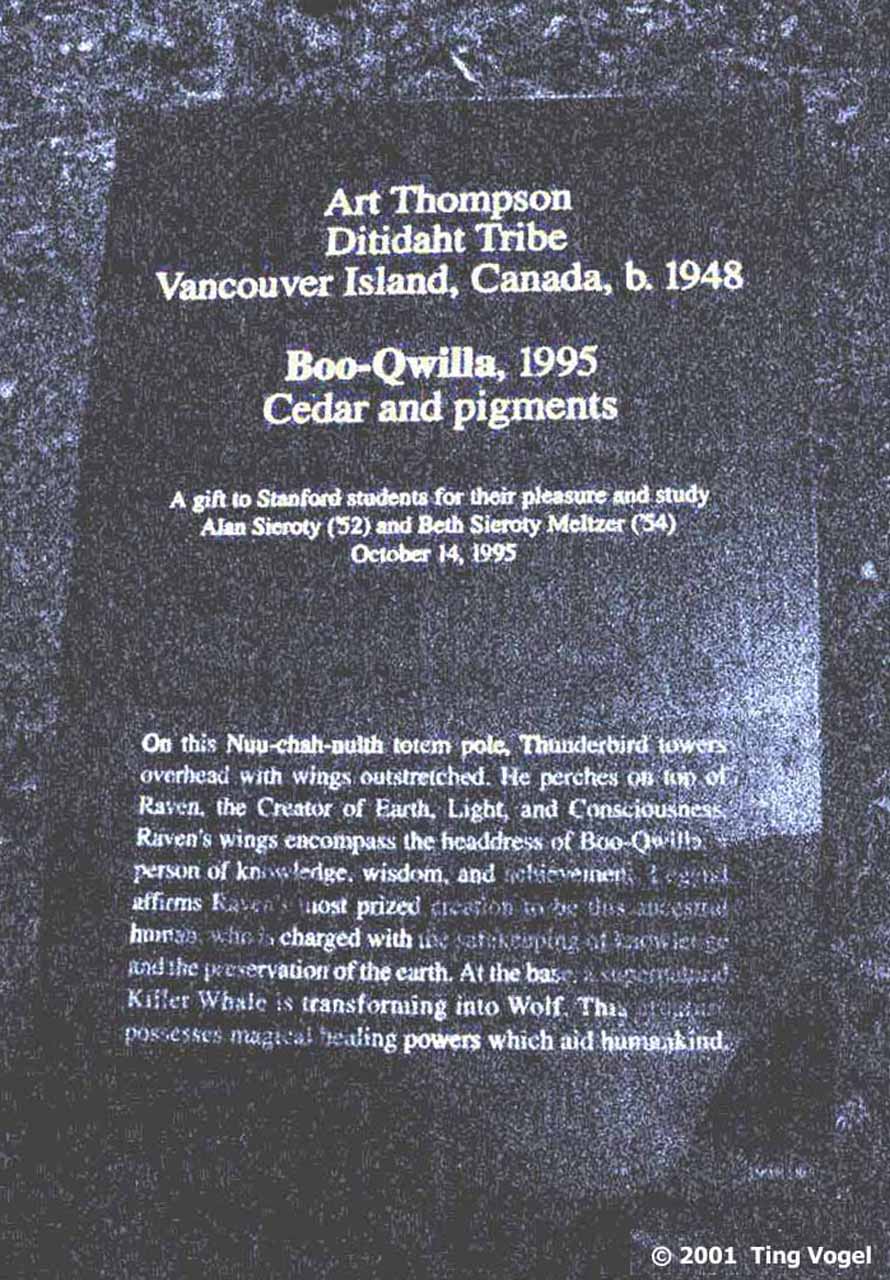 Art Thompson
Ditidaht Tribe
Vancouver Island, Canada, b. 1948
Boo-Qwilla, 1995
Cedar and pigments
A gift to Stanford students for their pleasure and study
Alan Sieroty ('52) and Beth Sieroty Meltzer ('54)
October 14, 1995
On this Nuu-chah-nulth totem pole, Thunderbird towers
overhead with wings outstretched. He perches on top of
Raven, the Creator of Earth, Light, and Consciousness.
Raven's wings encompass the headdress of Boo-Qwilla,
person of knowledge, wisdom, and achievement. Legend
affirms Raven's most prized creation to be this ancestral
human, who is charged with the safekeeping of knowledge
and the preservation of the earth. At the base, a supernatural
Killer Whale is transforming into Wolf. This
possesses magical healing powers which aid humankind.
© 2001 Ting Vogel